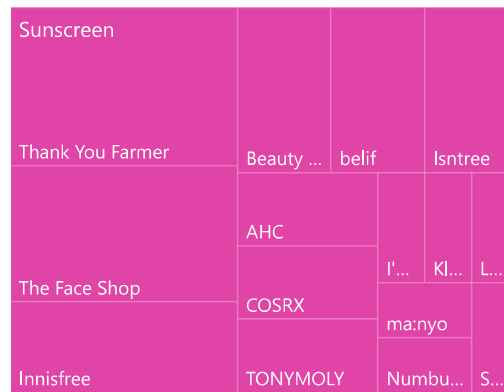 Sunscreen
Thank You Farmer
Beauty ...
belif
Isntree
AHC
The Face Shop
I'...
Kl...
L...
COSRX
ma:nyo
Innisfree
TONYMOLY
Numbu...
S...